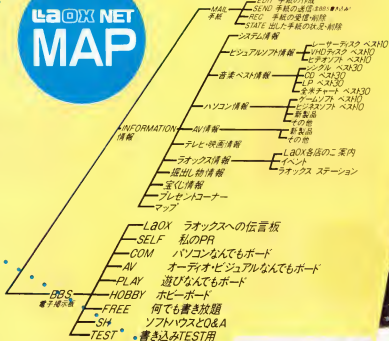 LaOX NET
MAP
MAIL
手紙
EDIT 手紙の作成
SEND 手紙の送信
REC 手紙の受信・削除
STATE 出した手紙の状況・削除
INFORMATION
情報
システム情報
ビジュアルソフト情報
レーザーディスク ベスト10
VHDディスク ベスト10
ビデオソフト ベスト10
音楽ベスト情報
シングル ベスト30
CD ベスト30
LP ベスト30
全米チャート ベスト30
パソコン情報
ゲームソフト ベスト10
ビジネスソフト ベスト10
新製品
その他
AV情報
新製品
その他
テレビ・映画情報
ラオックス情報
LaOX各店のご案内
イベント
ラオックス ステーション
掘出し物情報
宝くじ情報
プレゼントコーナー
マップ
BBS
電子掲示板
LaOX ラオックスへの伝言板
SELF 私のPR
COM パソコンなんでもボード
AV オーディオ・ビジュアルなんでもボード
PLAY 遊びなんでもボード
HOBBY ホビーボード
FREE 何でも書き放題
SH ソフトハウスとQ&A
TEST 書き込みTEST用